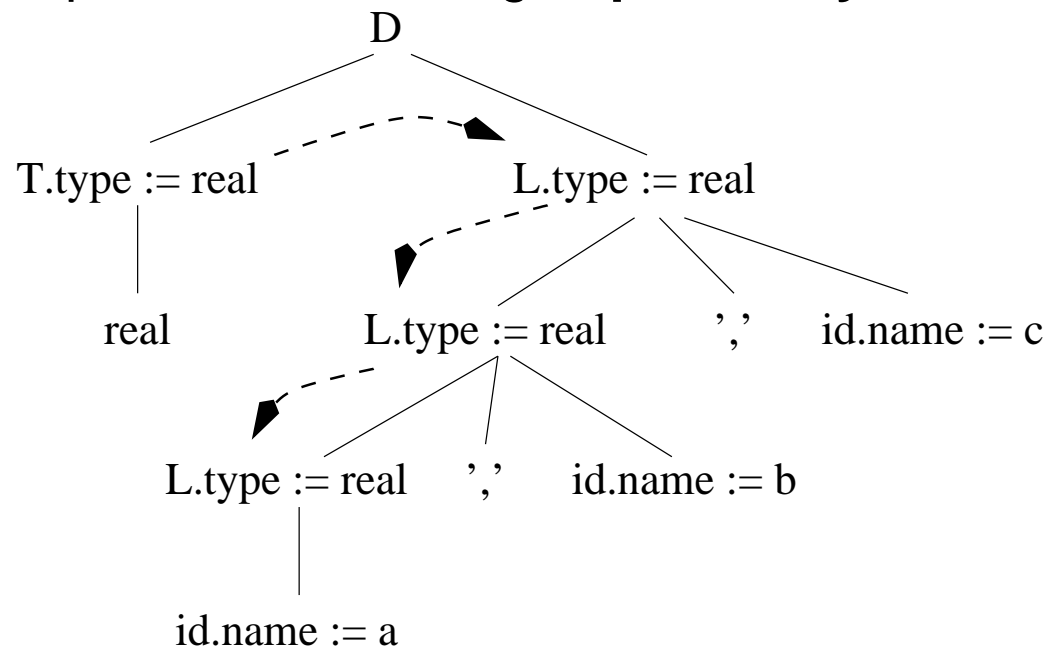 D
T.type := real L.type := real
real L.type := real ’,’ id.name := c
L.type := real ’,’ id.name := b
id.name := a